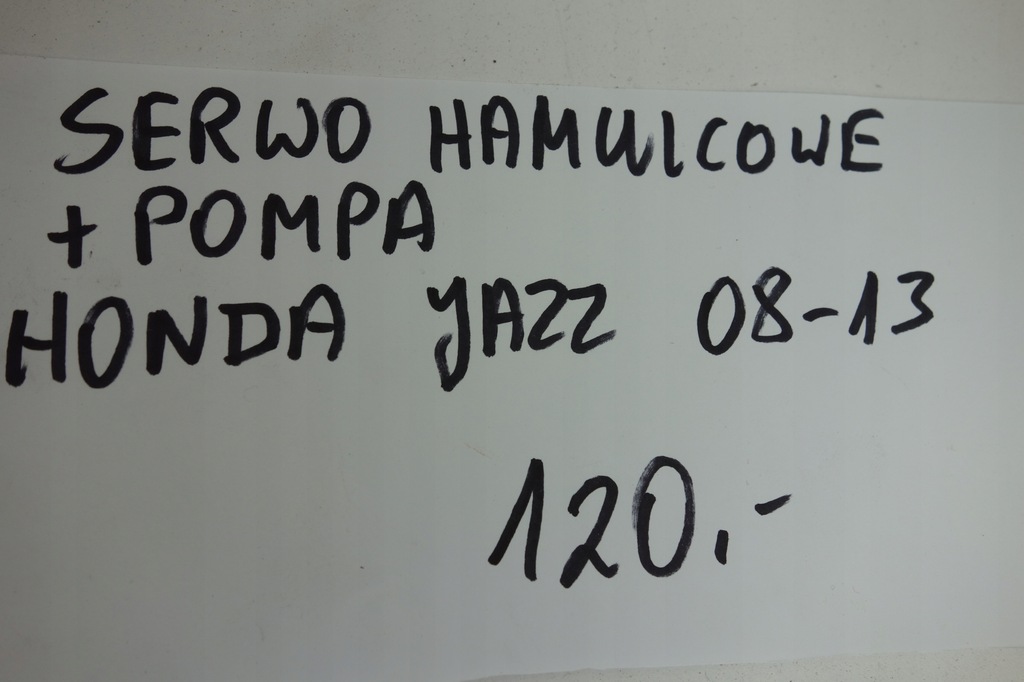 SERWO HAMULCOWE
+ POMPA
HONDA JAZZ 08-13
120.-